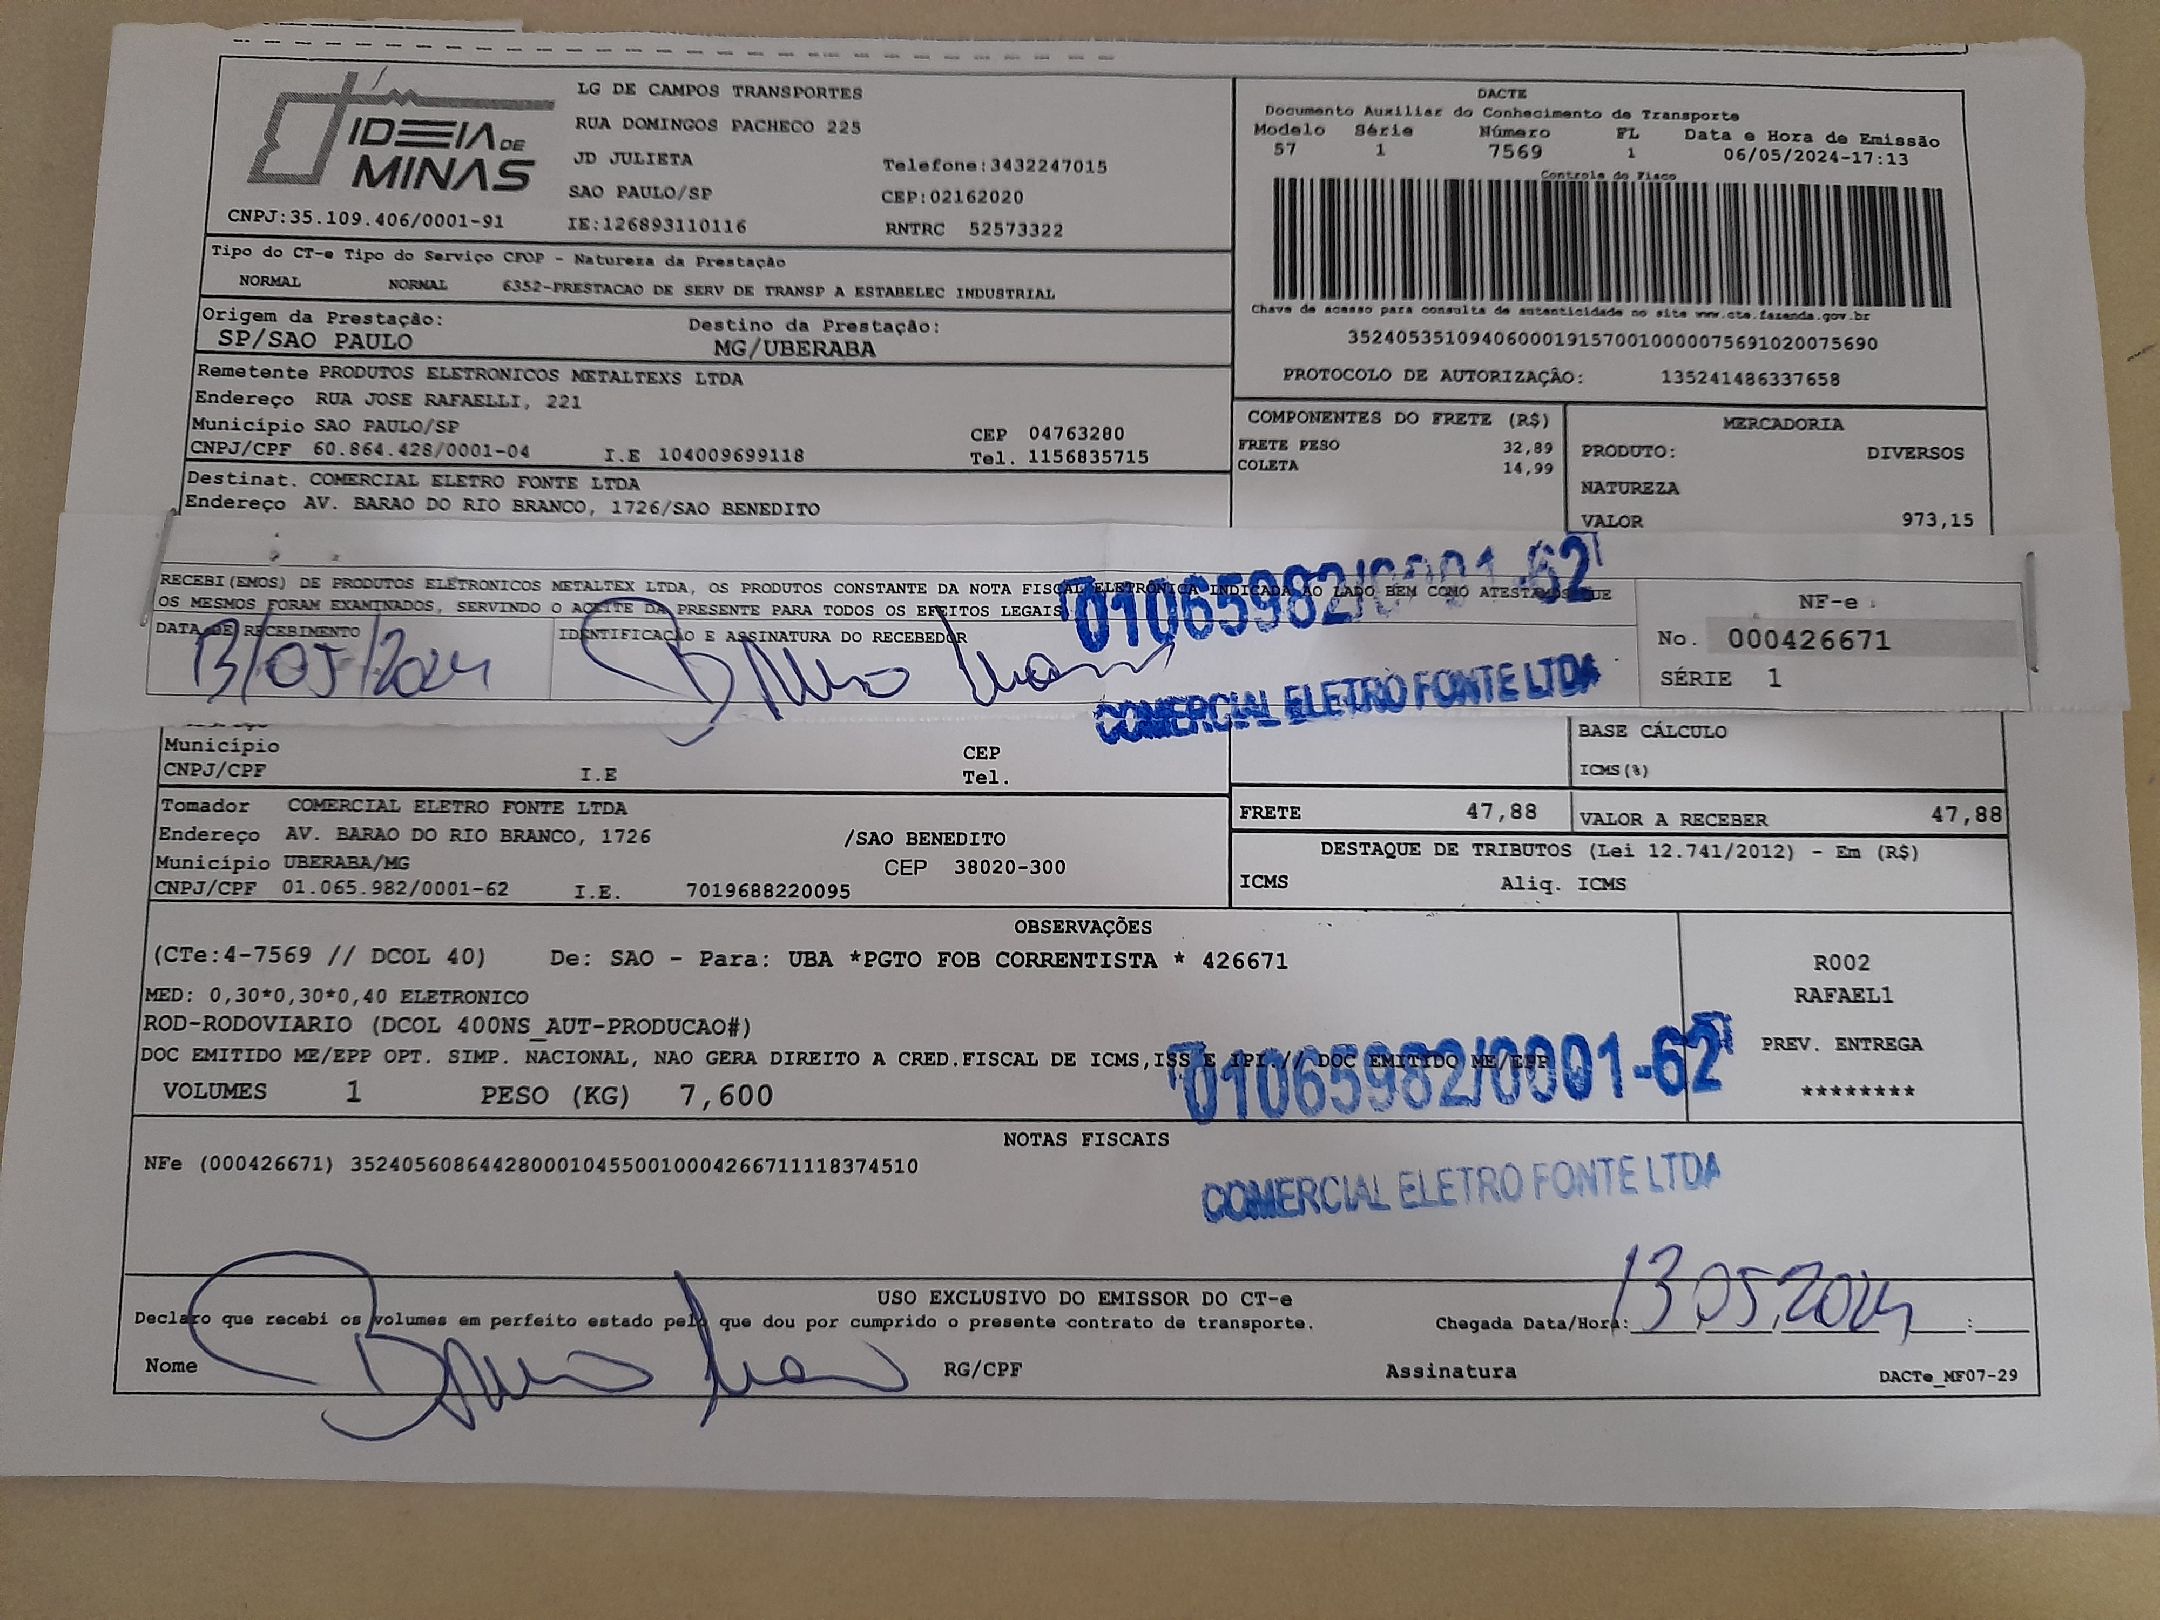 IDEIA DE
MINAS
CNPJ:35.109.406/0001-91
LG DE CAMPOS TRANSPORTES
RUA DOMINGOS PACHECO 225
JD JULIETA
Telefone:3432247015
SAO PAULO/SP
CEP:02162020
IE:126893110116
RNTRC 52573322
DACTE
Documento Auxiliar do Conhecimento de Transporte
Modelo Série Número FL Data e Hora de Emissão
57 1 7569 1 06/05/2024-17:13
Controle do Fisco
Chave de acesso para consulta de autenticidade no site www.cte.fazenda.gov.br
35240535109406000191570010000075691020075690
PROTOCOLO DE AUTORIZAÇÃO: 135241486337658
Tipo do CT-e Tipo do Serviço CFOP - Natureza da Prestação
NORMAL NORMAL 6352-PRESTACAO DE SERV DE TRANSP A ESTABELEC INDUSTRIAL
Origem da Prestação: Destino da Prestação:
SP/SAO PAULO MG/UBERABA
Remetente PRODUTOS ELETRONICOS METALTEXS LTDA
Endereço RUA JOSE RAFAELLI, 221
Município SAO PAULO/SP CEP 04763280
CNPJ/CPF 60.864.428/0001-04 I.E 104009699118 Tel. 1156835715
Destinat. COMERCIAL ELETRO FONTE LTDA
Endereço AV. BARAO DO RIO BRANCO, 1726/SAO BENEDITO
COMPONENTES DO FRETE (R$)
FRETE PESO 32,89
COLETA 14,99
MERCADORIA
PRODUTO: DIVERSOS
NATUREZA
VALOR 973,15
RECEBI(EMOS) DE PRODUTOS ELETRONICOS METALTEX LTDA, OS PRODUTOS CONSTANTE DA NOTA FISCAL ELETRÔNICA INDICADA AO LADO BEM COMO ATESTAMOS QUE
OS MESMOS FORAM EXAMINADOS, SERVINDO O ACEITE DA PRESENTE PARA TODOS OS EFEITOS LEGAIS
DATA DE RECEBIMENTO IDENTIFICAÇÃO E ASSINATURA DO RECEBEDOR
13/05/2024
01065982/0001-62
COMERCIAL ELETRO FONTE LTDA
NF-e
No. 000426671
SÉRIE 1
Município CEP
CNPJ/CPF I.E Tel.
BASE CÁLCULO
ICMS(%)
Tomador COMERCIAL ELETRO FONTE LTDA
Endereço AV. BARAO DO RIO BRANCO, 1726 /SAO BENEDITO
Município UBERABA/MG CEP 38020-300
CNPJ/CPF 01.065.982/0001-62 I.E. 7019688220095
FRETE 47,88 VALOR A RECEBER 47,88
DESTAQUE DE TRIBUTOS (Lei 12.741/2012) - Em (R$)
ICMS Aliq. ICMS
OBSERVAÇÕES
(CTe:4-7569 // DCOL 40) De: SAO - Para: UBA *PGTO FOB CORRENTISTA * 426671
MED: 0,30*0,30*0,40 ELETRONICO
ROD-RODOVIARIO (DCOL 400NS_AUT-PRODUCAO#)
DOC EMITIDO ME/EPP OPT. SIMP. NACIONAL, NAO GERA DIREITO A CRED.FISCAL DE ICMS,ISS E IPI // DOC EMITIDO ME/EPP
VOLUMES 1 PESO (KG) 7,600
R002
RAFAEL1
PREV. ENTREGA
********
01065982/0001-62
NOTAS FISCAIS
NFe (000426671) 35240560864428000104550010004266711118374510
COMERCIAL ELETRO FONTE LTDA
USO EXCLUSIVO DO EMISSOR DO CT-e
Declaro que recebi os volumes em perfeito estado pelo que dou por cumprido o presente contrato de transporte. Chegada Data/Hora: 13 05 2024 :
Nome RG/CPF Assinatura DACTe_MF07-29